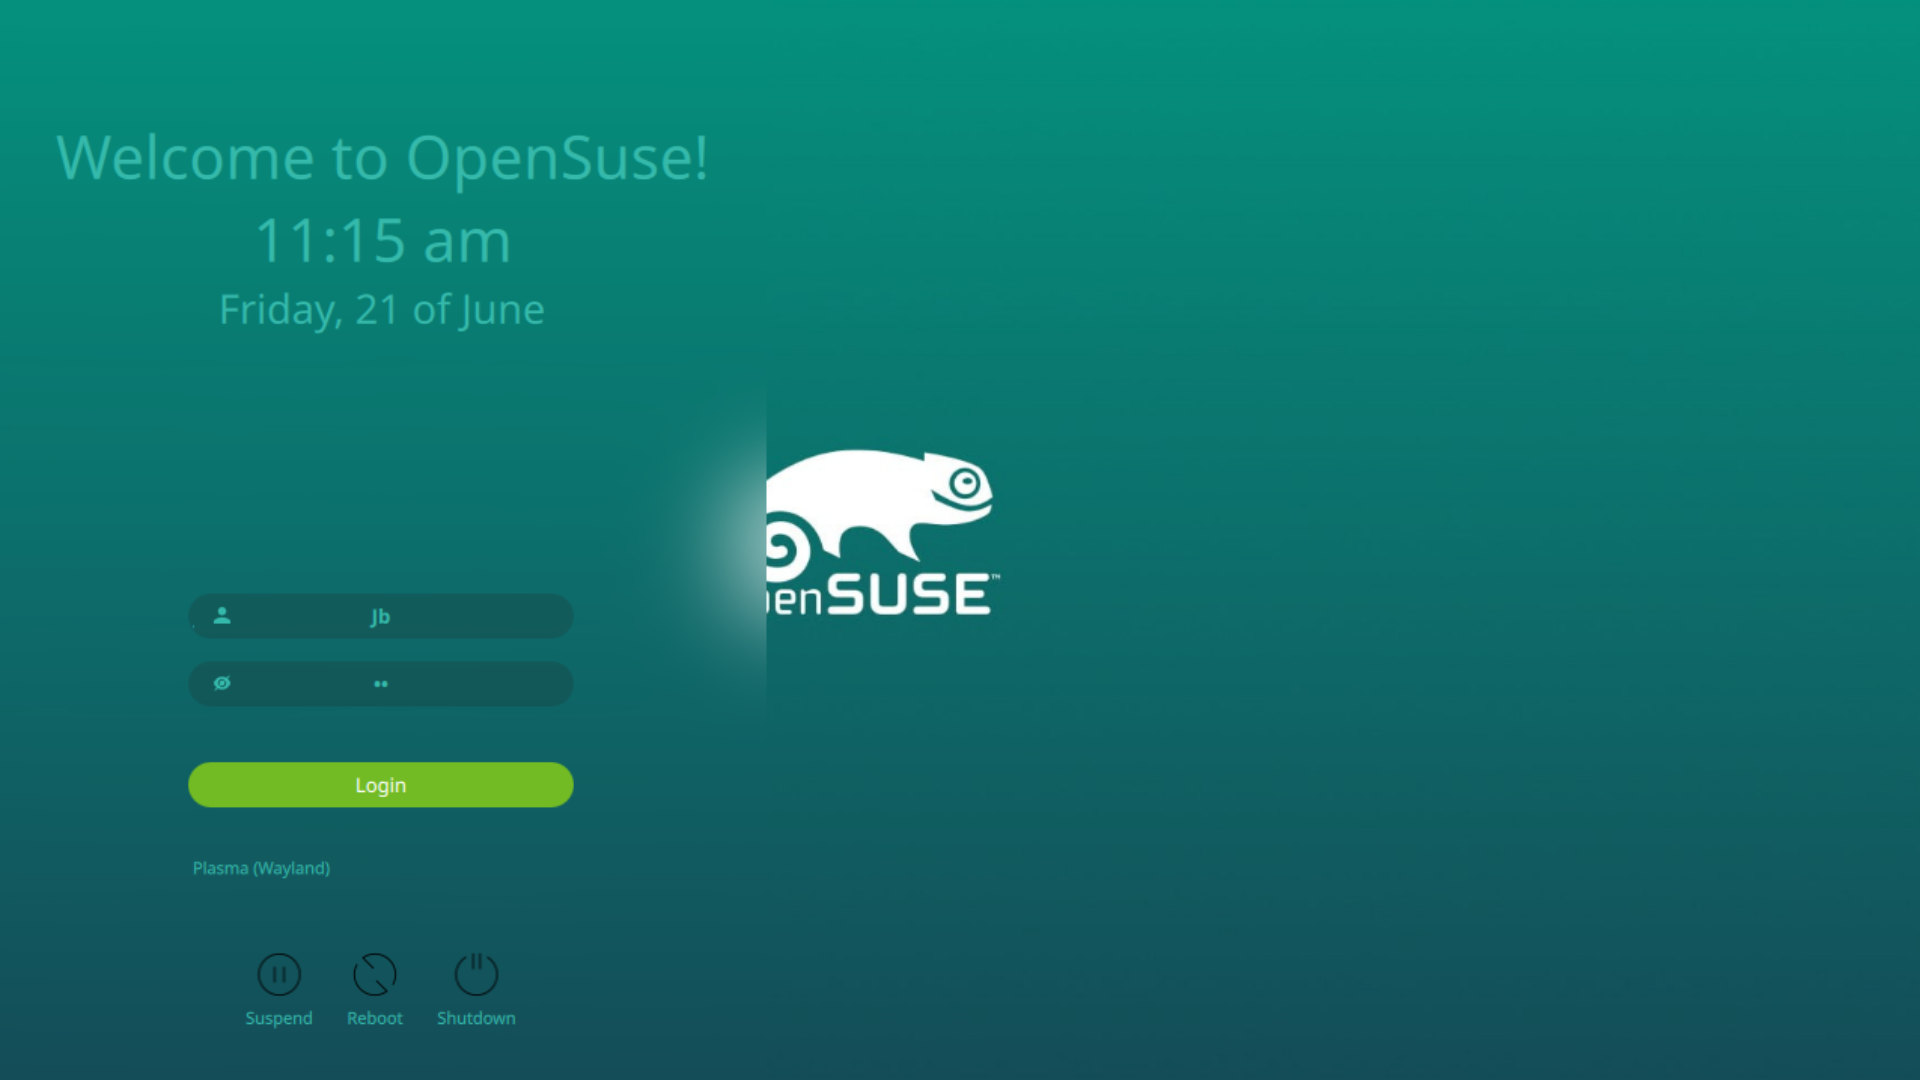 Welcome to OpenSuse!
11:15 am
Friday, 21 of June
enSUSE™
Jb
••
Login
Plasma (Wayland)
Suspend
Reboot
Shutdown